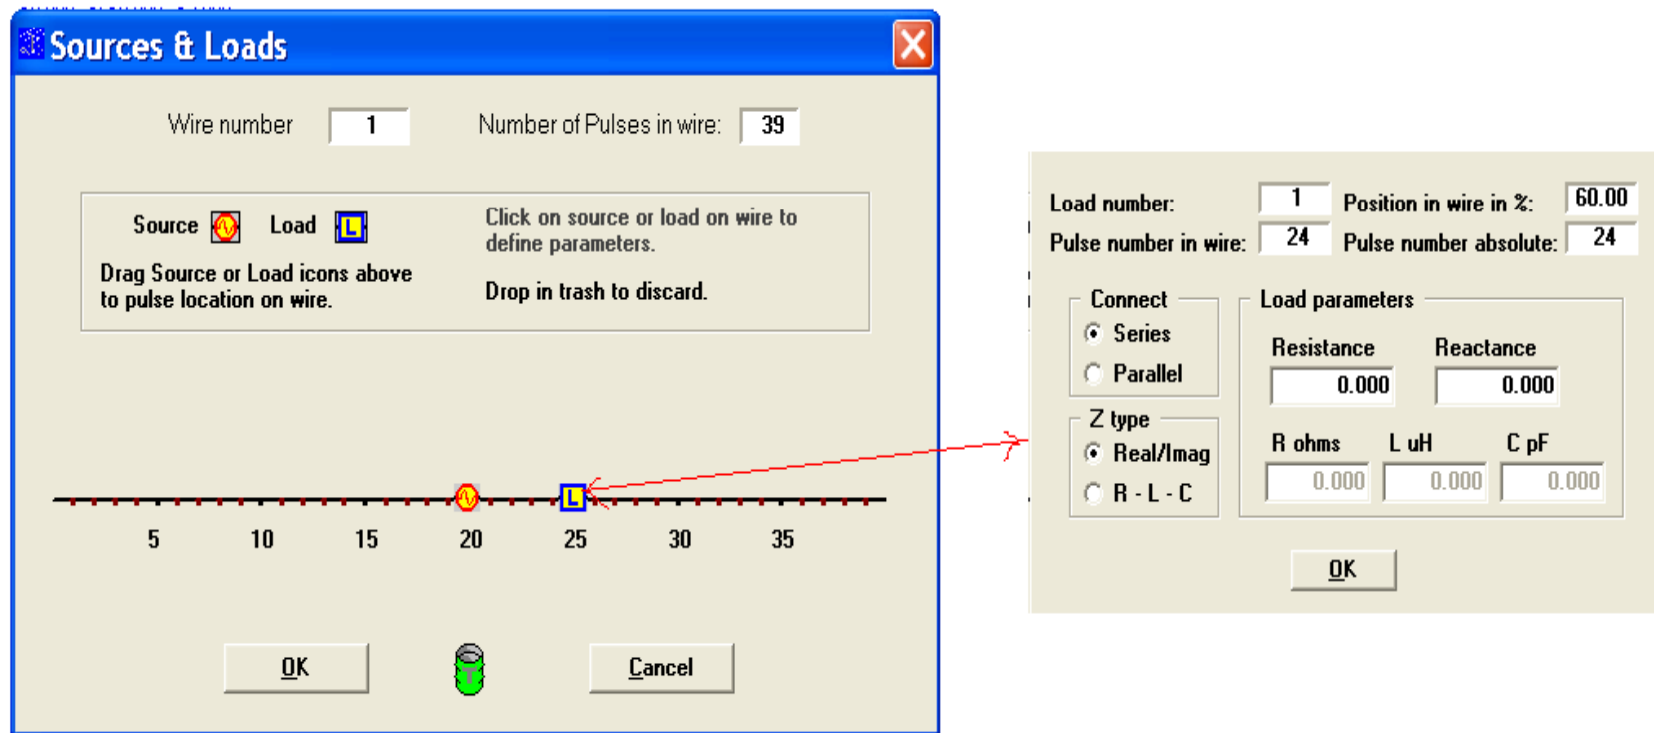 Sources & Loads
Wire number 1 Number of Pulses in wire: 39
Source Load L
Click on source or load on wire to
define parameters.
Drag Source or Load icons above
to pulse location on wire.
Drop in trash to discard.
L
5 10 15 20 25 30 35
OK T Cancel
Load number: 1 Position in wire in %: 60.00
Pulse number in wire: 24 Pulse number absolute: 24
Connect
Series
Parallel
Z type
Real/Imag
R - L - C
Load parameters
Resistance Reactance
0.000 0.000
R ohms L uH C pF
0.000 0.000 0.000
OK